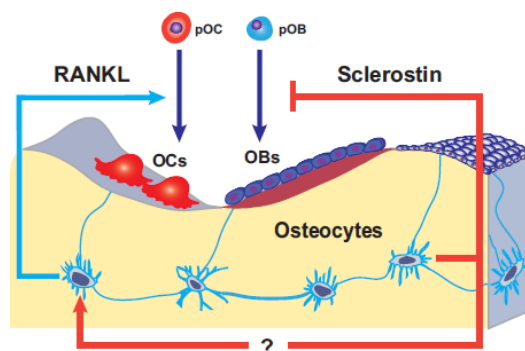 pOC
pOB
RANKL
Sclerostin
OCs
OBs
Osteocytes
?